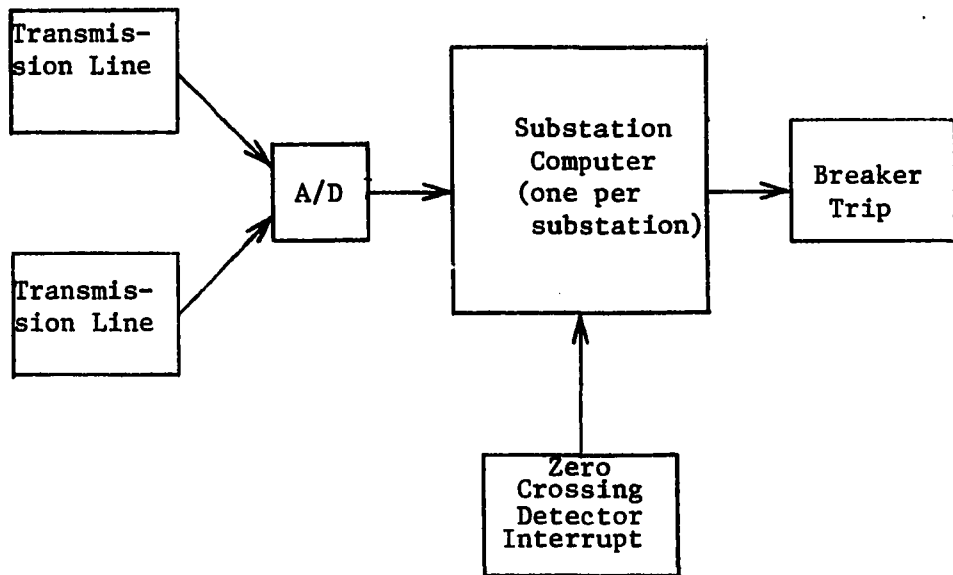 Transmis-
sion Line
Transmis-
sion Line
A/D
Substation
Computer
(one per
substation)
Breaker
Trip
Zero
Crossing
Detector
Interrupt